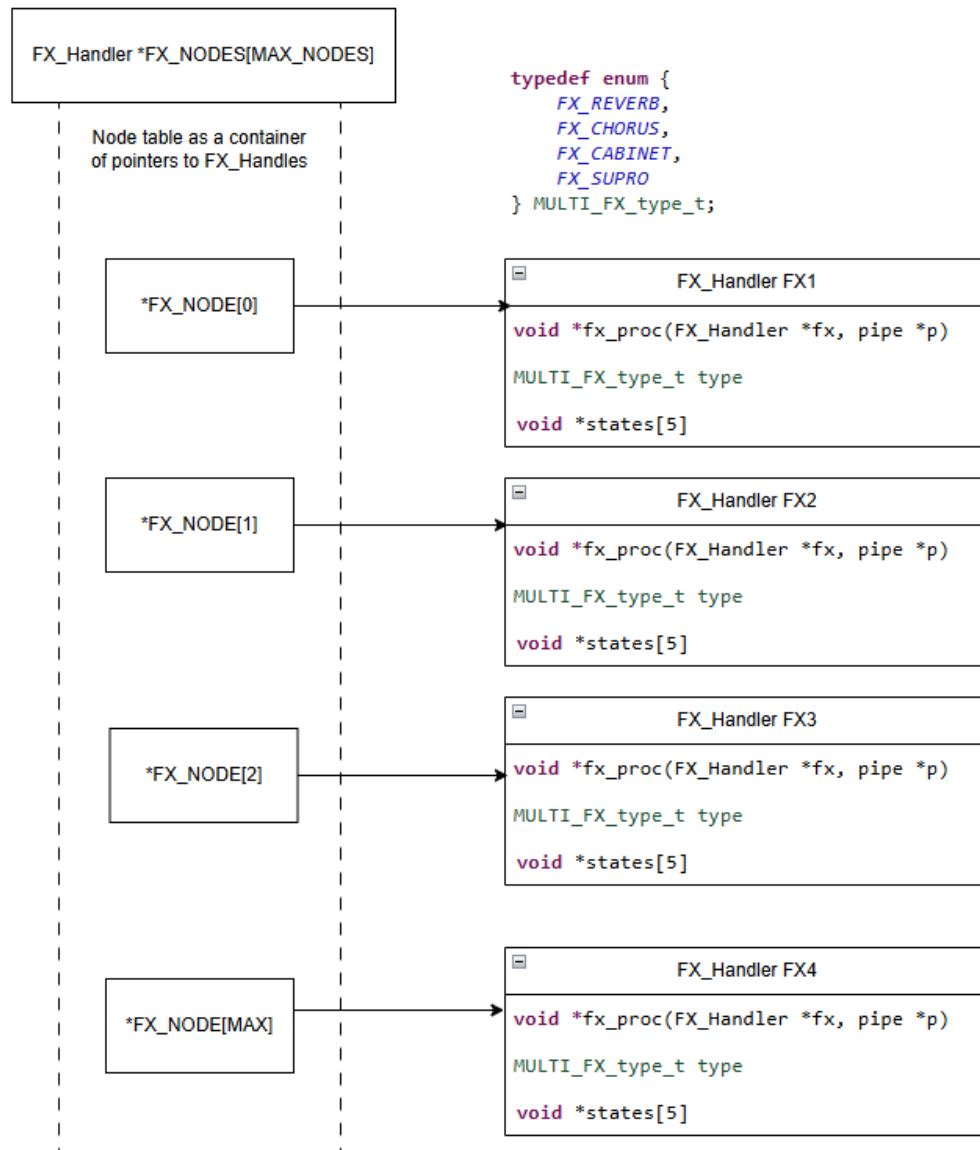 FX_Handler *FX_NODES[MAX_NODES]
Node table as a container
of pointers to FX_Handles
typedef enum {
FX_REVERB,
FX_CHORUS,
FX_CABINET,
FX_SUPRO
} MULTI_FX_type_t;
*FX_NODE[0]
FX_Handler FX1
void *fx_proc(FX_Handler *fx, pipe *p)
MULTI_FX_type_t type
void *states[5]
*FX_NODE[1]
FX_Handler FX2
void *fx_proc(FX_Handler *fx, pipe *p)
MULTI_FX_type_t type
void *states[5]
*FX_NODE[2]
FX_Handler FX3
void *fx_proc(FX_Handler *fx, pipe *p)
MULTI_FX_type_t type
void *states[5]
*FX_NODE[MAX]
FX_Handler FX4
void *fx_proc(FX_Handler *fx, pipe *p)
MULTI_FX_type_t type
void *states[5]